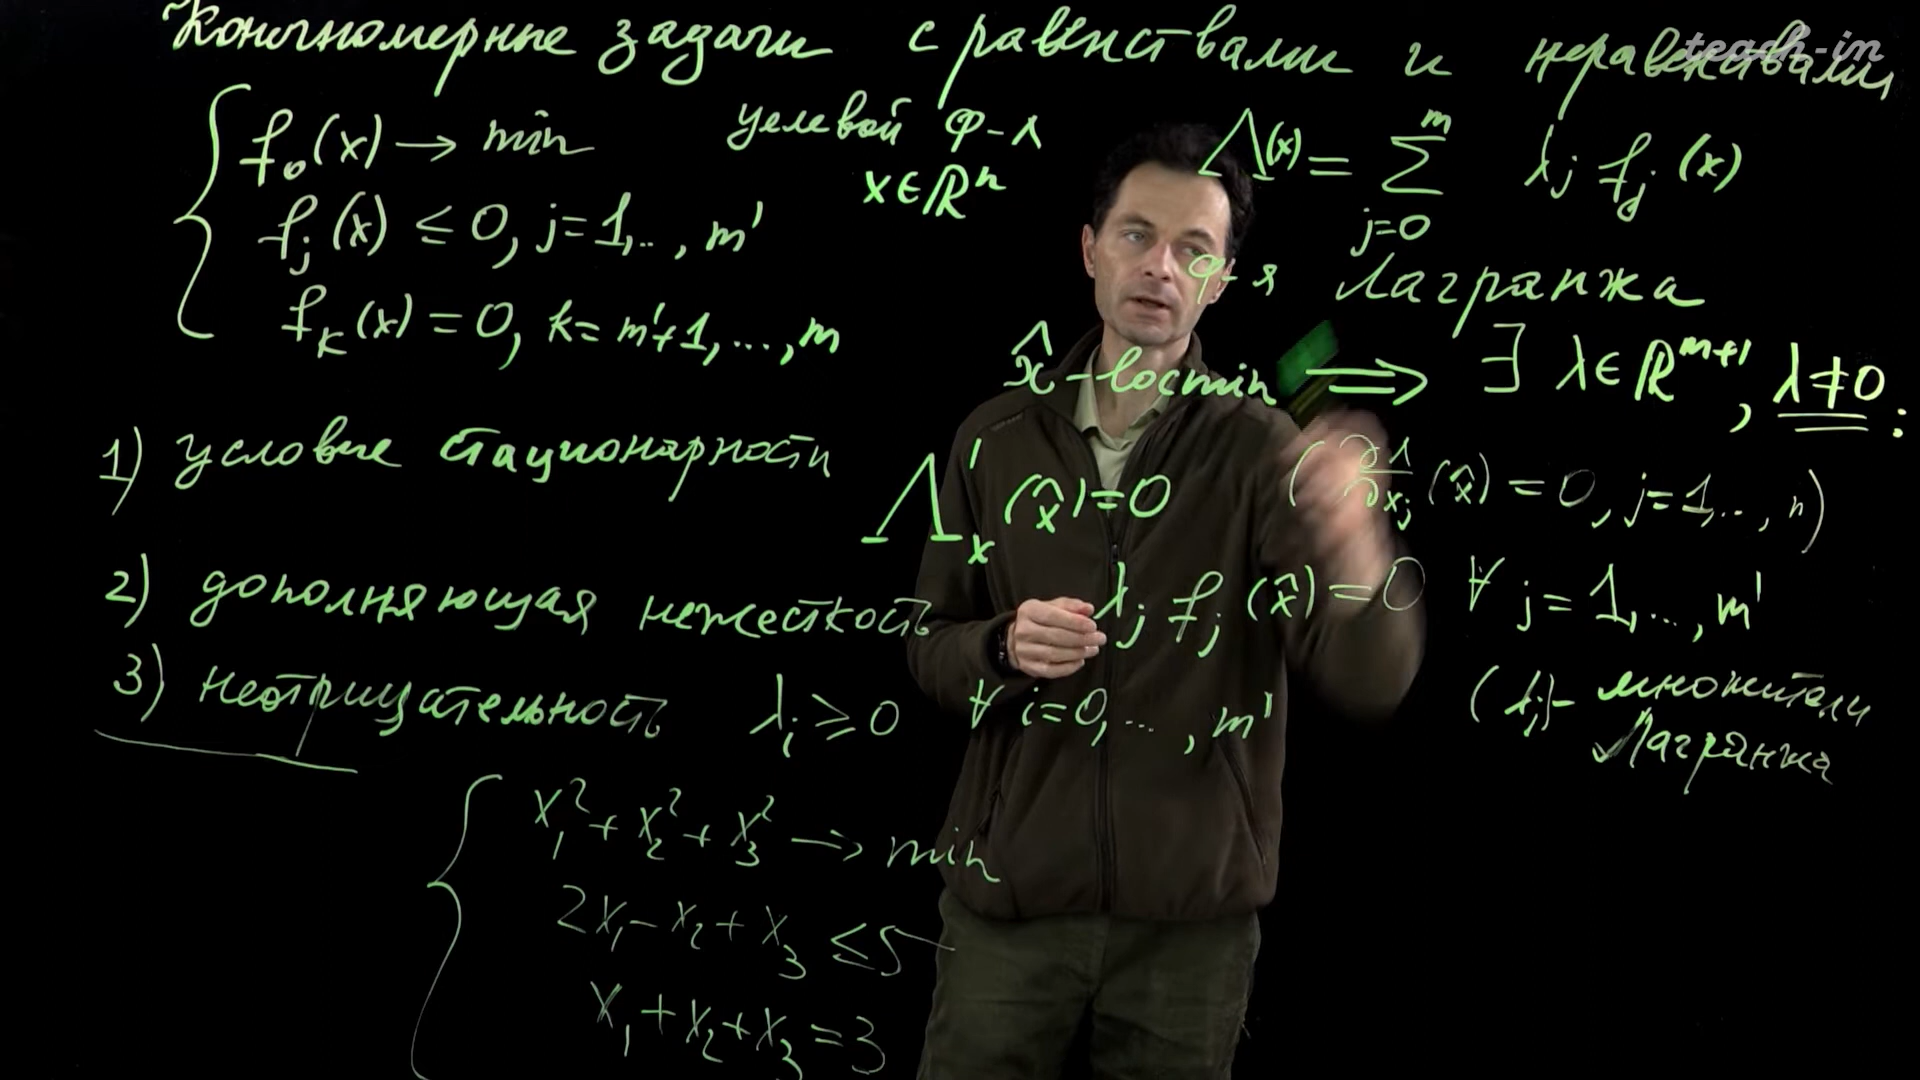 Конечномерные задачи с равенствами и неравенствами
teach-in
f₀(x) → min
целевой ф-л
x ∈ ℝⁿ
fⱼ(x) ≤ 0, j = 1, .., m'
f_k(x) = 0, k = m'+1, ..., m
Λ(x) = ∑_{j=0}^{m} λⱼ fⱼ(x)
ф-я Лагранжа
x̂ - locmin ⟹ ∃ λ ∈ ℝ^{m+1}, λ ≠ 0 :
1) условие стационарности Λ'ₓ(x̂) = 0 (∂Λ/∂xⱼ (x̂) = 0, j = 1, .., n)
2) дополняющая нежесткость λⱼ fⱼ(x̂) = 0 ∀ j = 1, .., m'
3) неотрицательность λᵢ ≥ 0 ∀ i = 0, ... , m'
(λⱼ) - множители
Лагранжа
x₁² + x₂² + x₃² → min
2x₁ - x₂ + x₃ ≤ 5
x₁ + x₂ + x₃ = 3